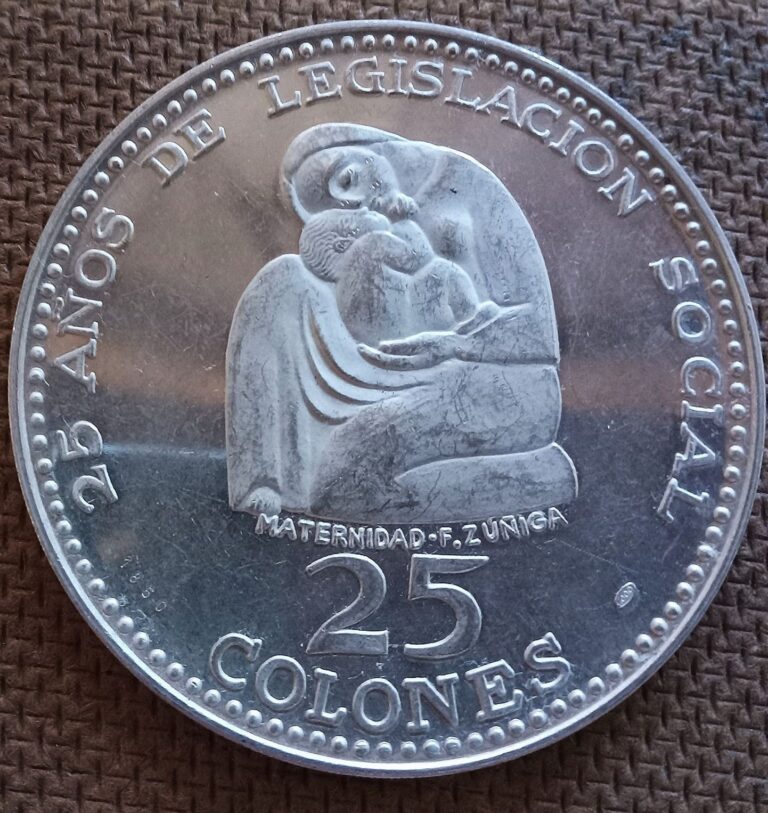 25 AÑOS DE LEGISLACION SOCIAL
MATERNIDAD·F. ZUÑIGA
25
COLONES